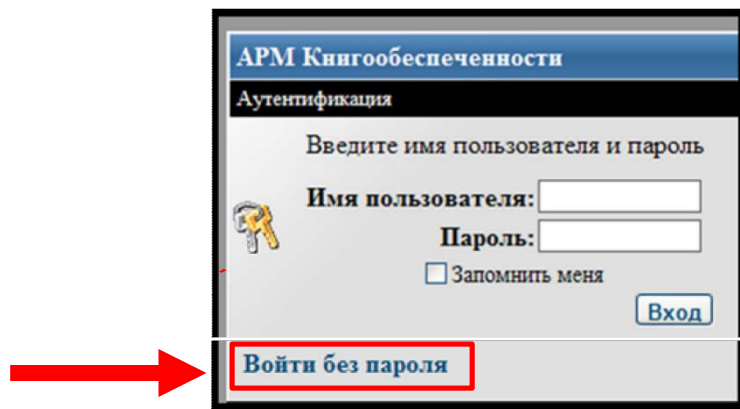 АРМ Книгообеспеченности
Аутентификация
Введите имя пользователя и пароль
Имя пользователя:
Пароль:
Запомнить меня
Вход
Войти без пароля